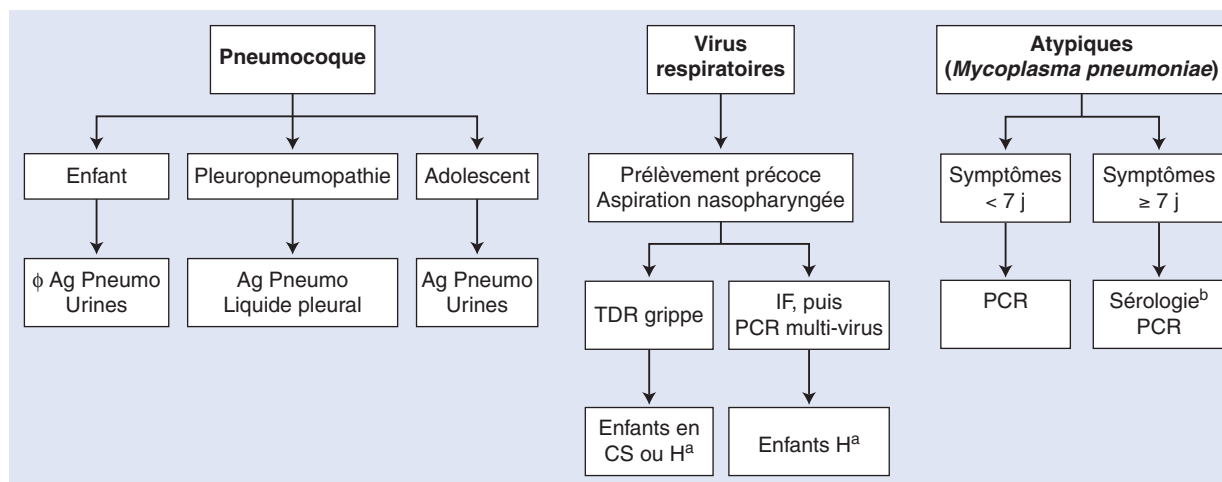 Pneumocoque
Enfant
Pleuropneumopathie
Adolescent
ϕ Ag Pneumo
Urines
Ag Pneumo
Liquide pleural
Ag Pneumo
Urines
Virus
respiratoires
Prélèvement précoce
Aspiration nasopharyngée
TDR grippe
IF, puis
PCR multi-virus
Enfants en
CS ou Hᵃ
Enfants Hᵃ
Atypiques
(Mycoplasma pneumoniae)
Symptômes
< 7 j
Symptômes
≥ 7 j
PCR
Sérologieᵇ
PCR